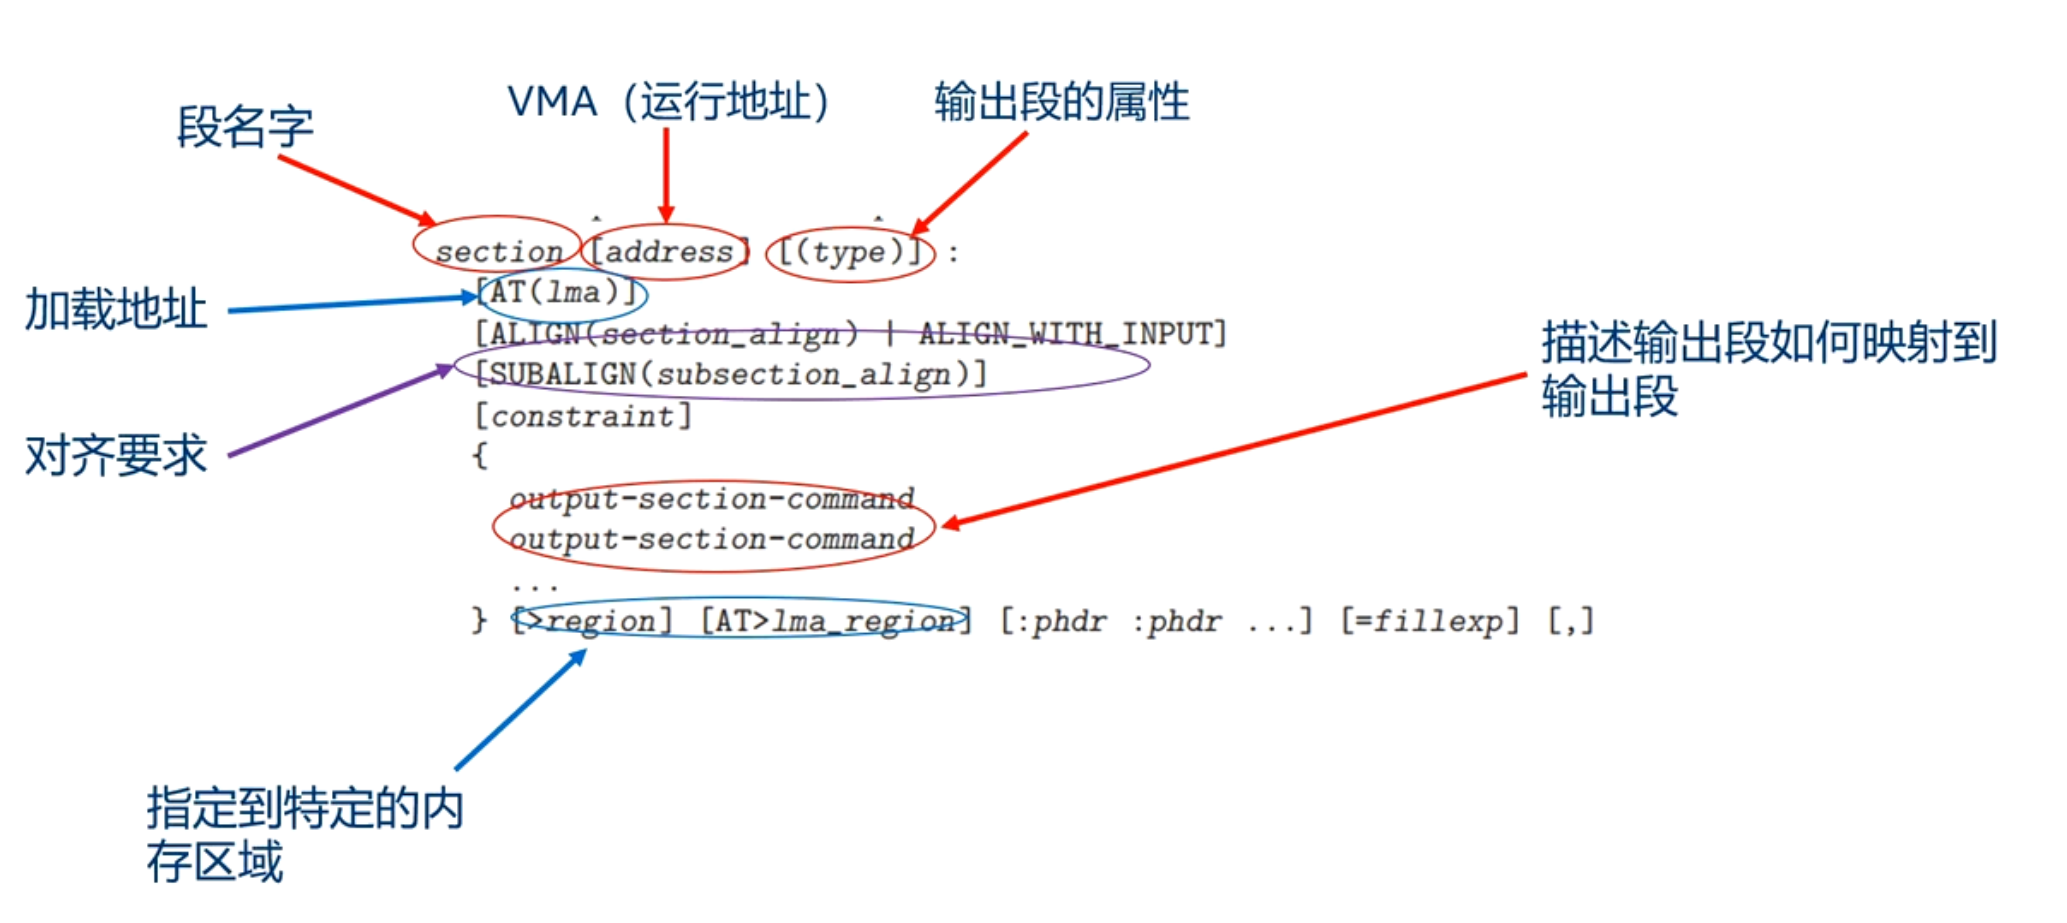 段名字
VMA（运行地址）
输出段的属性
section [address] [(type)] :
加载地址
[AT(lma)]
[ALIGN(section_align) | ALIGN_WITH_INPUT]
[SUBALIGN(subsection_align)]
对齐要求
[constraint]
{
描述输出段如何映射到
输出段
output-section-command
output-section-command
...
} [>region] [AT>lma_region] [:phdr :phdr ...] [=fillexp] [,]
指定到特定的内
存区域